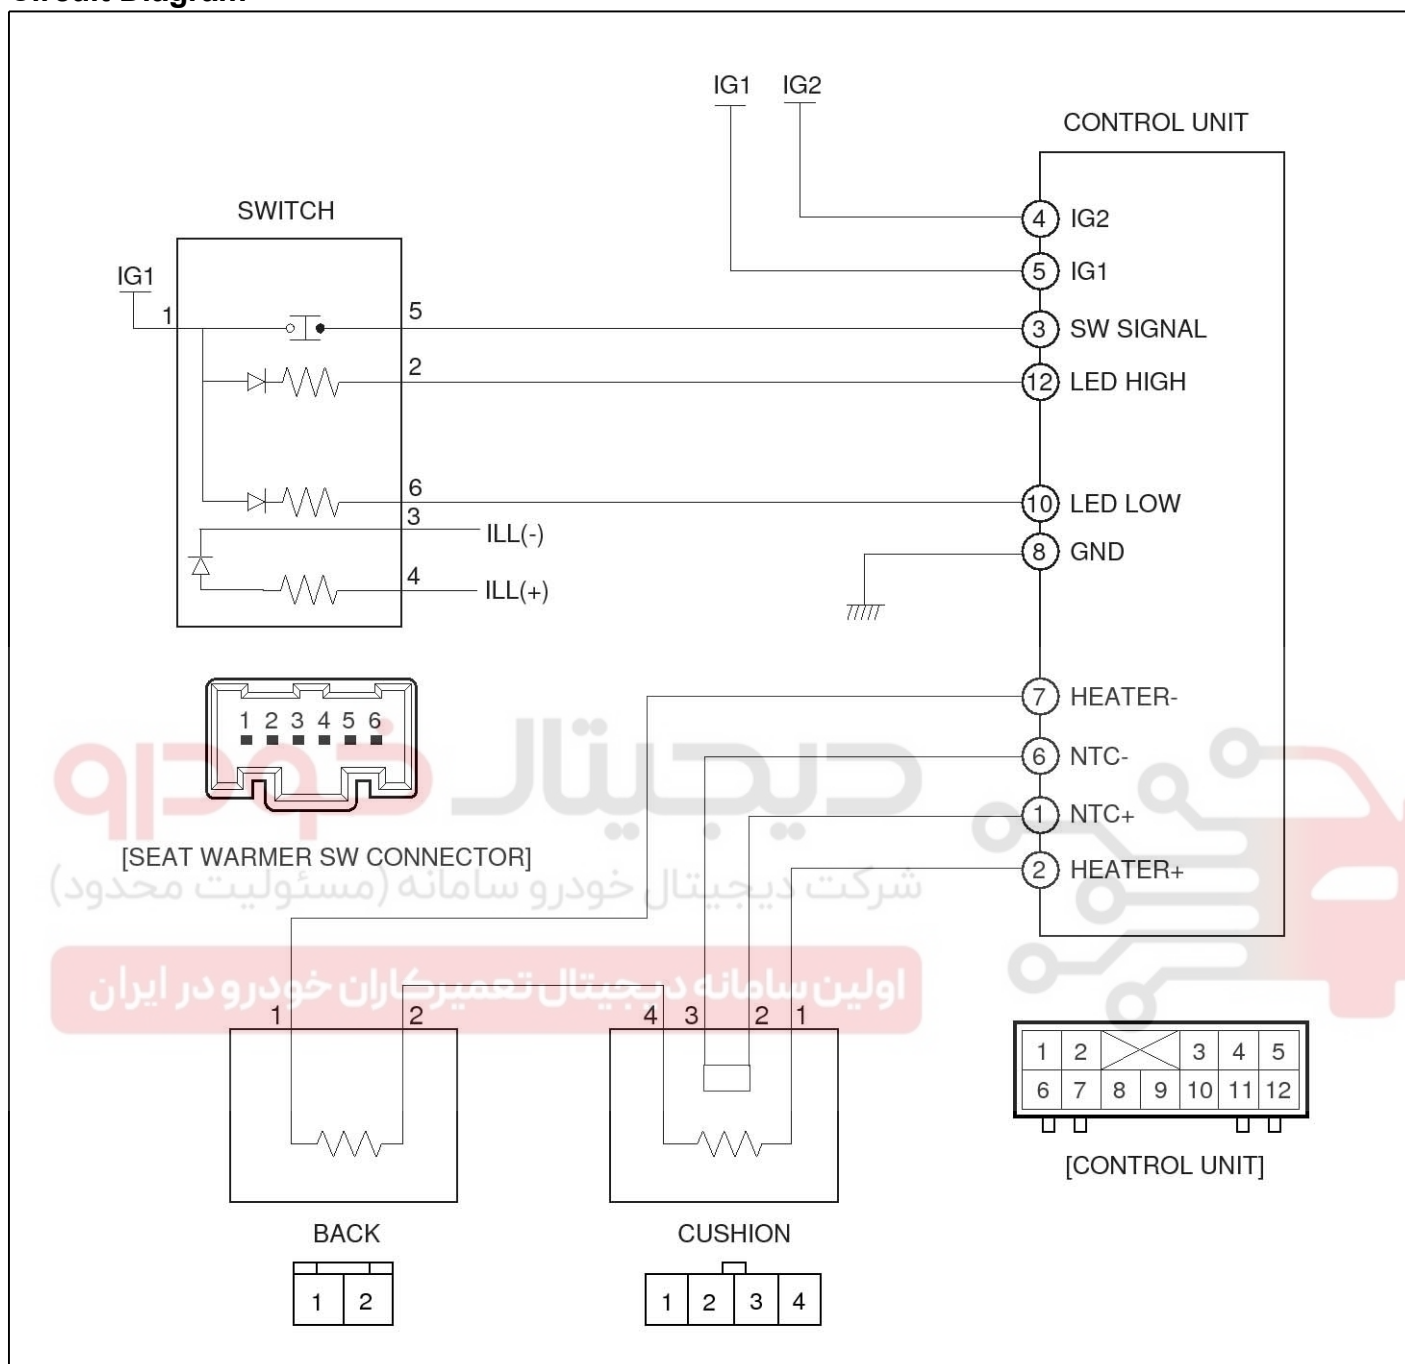 Circuit Diagram
IG1 IG2
CONTROL UNIT
SWITCH
4 IG2
5 IG1
IG1
1
5
3 SW SIGNAL
2
12 LED HIGH
6
10 LED LOW
3
ILL(-)
8 GND
4
ILL(+)
7 HEATER-
1 2 3 4 5 6
6 NTC-
دیجیتال خودرو
1 NTC+
[SEAT WARMER SW CONNECTOR]
2 HEATER+
شرکت دیجیتال خودرو سامانه (مسئولیت محدود)
اولین سامانه دیجیتال تعمیرکاران خودرو در ایران
1 2 4 3 2 1
1 2 3 4 5
6 7 8 9 10 11 12
[CONTROL UNIT]
BACK CUSHION
1 2 1 2 3 4